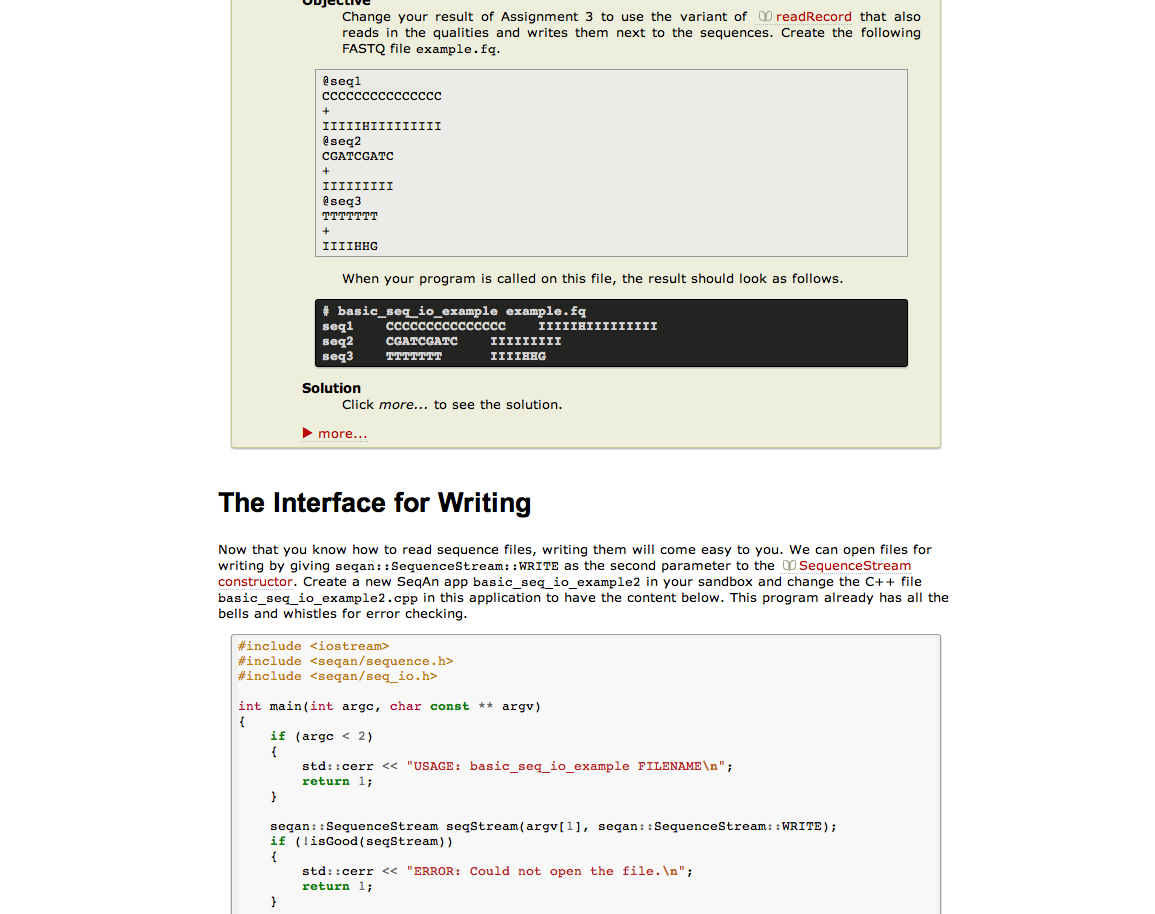 Objective
Change your result of Assignment 3 to use the variant of readRecord that also
reads in the qualities and writes them next to the sequences. Create the following
FASTQ file example.fq.
@seq1
CCCCCCCCCCCCCCC
+
IIIIIHIIIIIIIII
@seq2
CGATCGATC
+
IIIIIIIII
@seq3
TTTTTTT
+
IIIIHHG
When your program is called on this file, the result should look as follows.
# basic_seq_io_example example.fq
seq1    CCCCCCCCCCCCCCC    IIIIIHIIIIIIIII
seq2    CGATCGATC    IIIIIIIII
seq3    TTTTTTT      IIIIHHG
Solution
Click more... to see the solution.
more...
The Interface for Writing
Now that you know how to read sequence files, writing them will come easy to you. We can open files for
writing by giving seqan::SequenceStream::WRITE as the second parameter to the SequenceStream
constructor. Create a new SeqAn app basic_seq_io_example2 in your sandbox and change the C++ file
basic_seq_io_example2.cpp in this application to have the content below. This program already has all the
bells and whistles for error checking.
#include <iostream>
#include <seqan/sequence.h>
#include <seqan/seq_io.h>
int main(int argc, char const ** argv)
{
    if (argc < 2)
    {
        std::cerr << "USAGE: basic_seq_io_example FILENAME\n";
        return 1;
    }
    seqan::SequenceStream seqStream(argv[1], seqan::SequenceStream::WRITE);
    if (!isGood(seqStream))
    {
        std::cerr << "ERROR: Could not open the file.\n";
        return 1;
    }